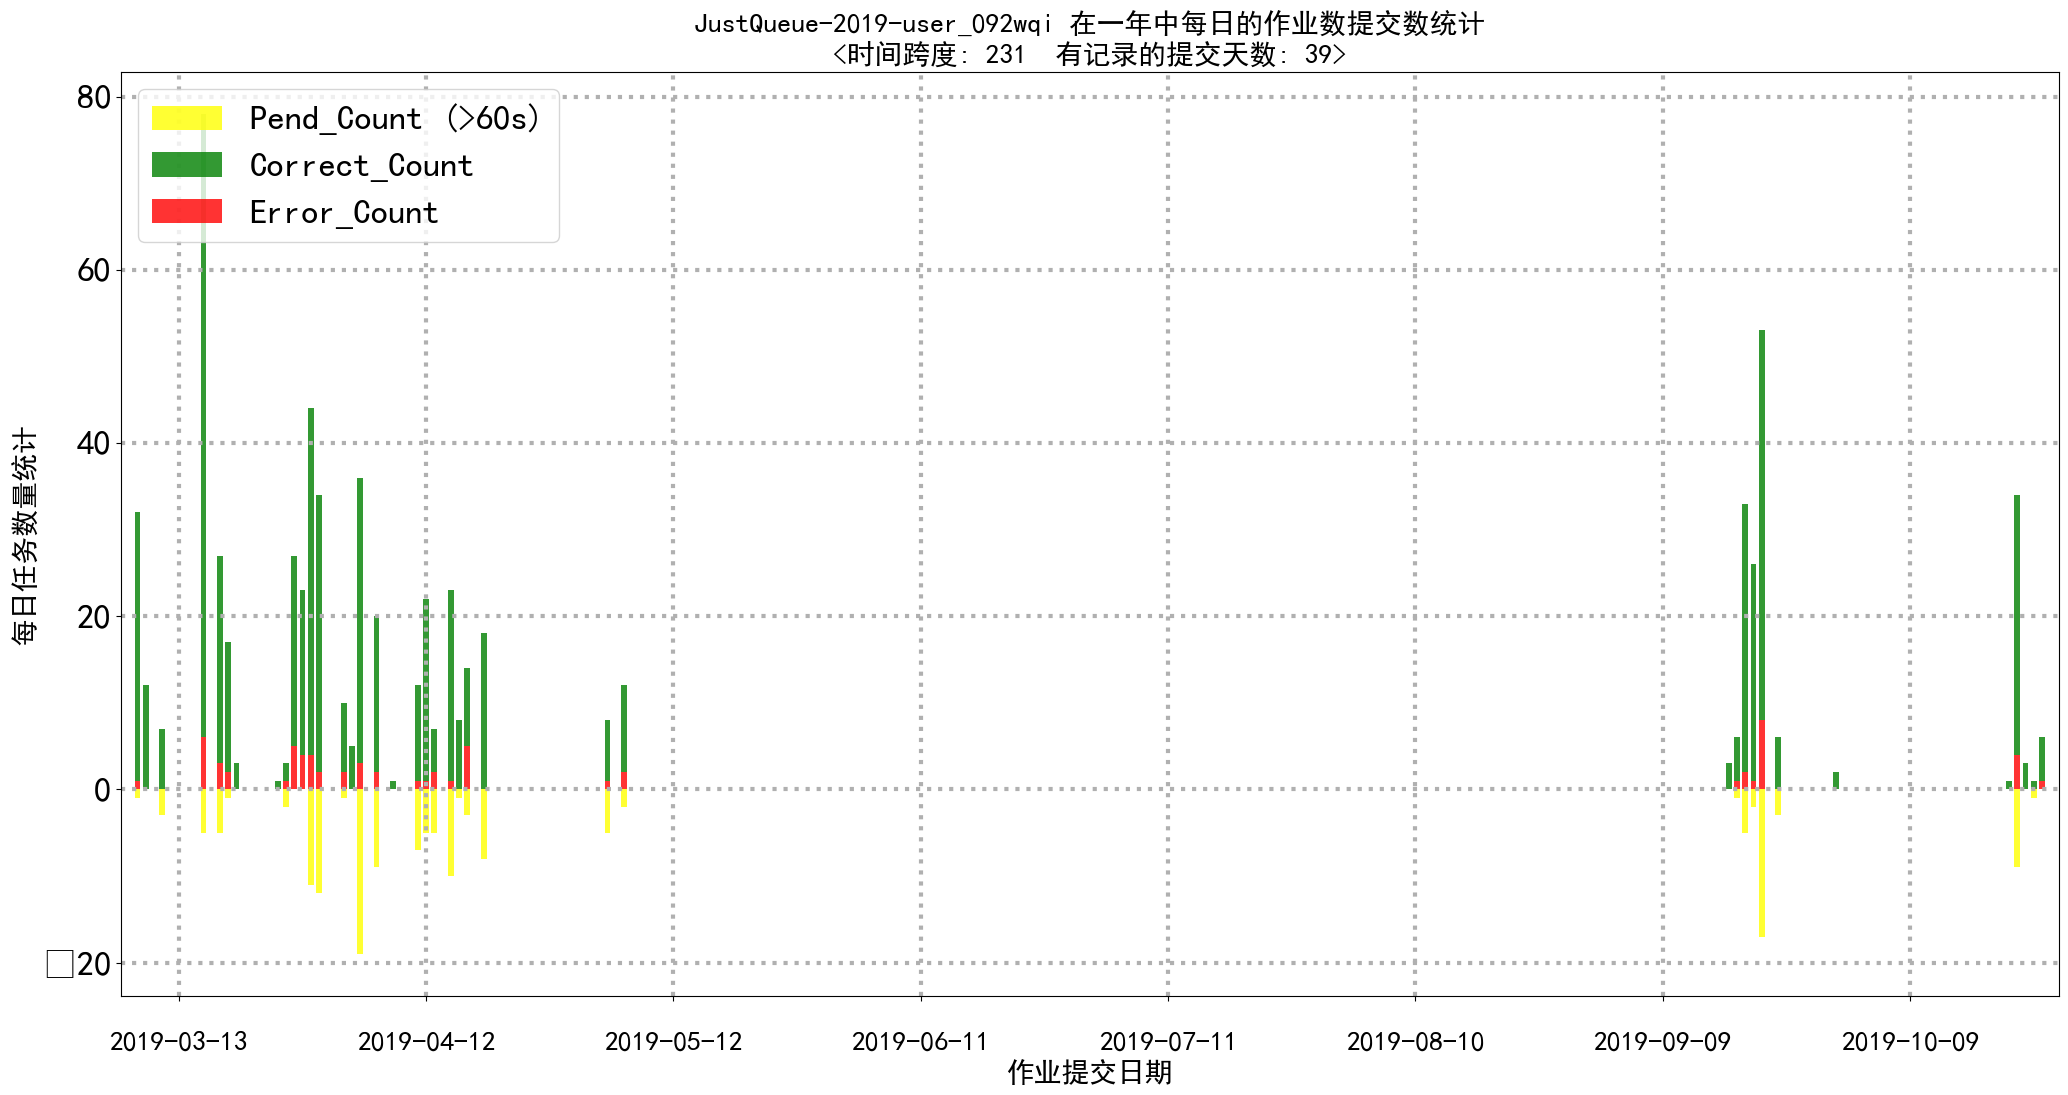 JustQueue-2019-user_092wqi 在一年中每日的作业数提交数统计
<时间跨度: 231  有记录的提交天数: 39>
Pend_Count (>60s)
Correct_Count
Error_Count
80
60
40
20
0
□20
每日任务数量统计
2019-03-13
2019-04-12
2019-05-12
2019-06-11
2019-07-11
2019-08-10
2019-09-09
2019-10-09
作业提交日期